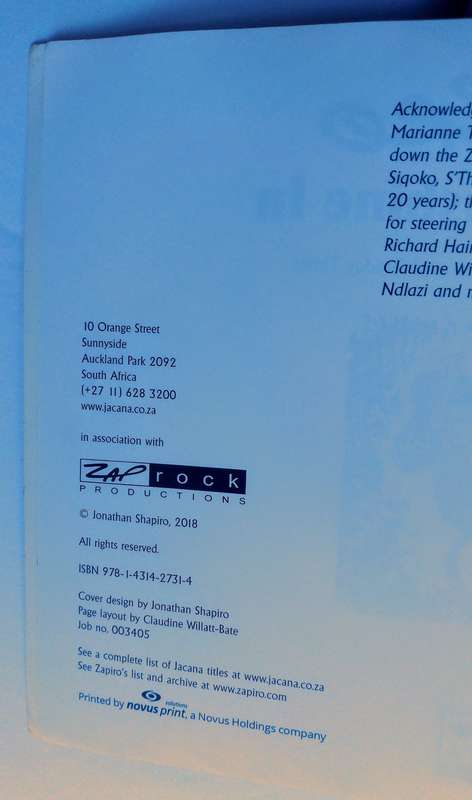 Acknowled
Marianne
down the Z
Siqoko, S'Th
20 years); t
for steering
Richard Hai
Claudine Wi
Ndlazi and
10 Orange Street
Sunnyside
Auckland Park 2092
South Africa
(+27 11) 628 3200
www.jacana.co.za
in association with
ZAP rock
PRODUCTIONS
© Jonathan Shapiro, 2018
All rights reserved.
ISBN 978-1-4314-2731-4
Cover design by Jonathan Shapiro
Page layout by Claudine Willatt-Bate
Job no. 003405
See a complete list of Jacana titles at www.jacana.co.za
See Zapiro's list and archive at www.zapiro.com
Printed by novus print solutions, a Novus Holdings company